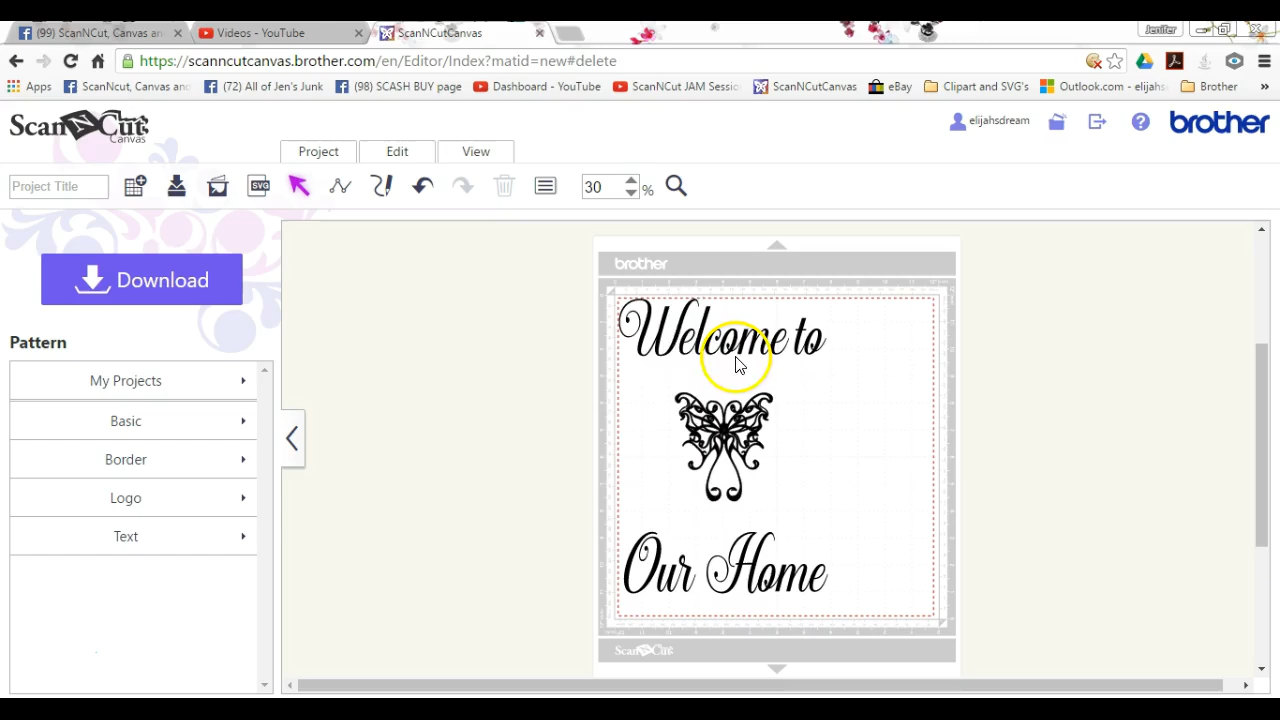 (99) ScanNCut, Canvas an
Videos - YouTube
ScanNCutCanvas
Jenifer
https://scanncutcanvas.brother.com/en/Editor/Index?matid=new#delete
Apps
ScanNcut, Canvas and
(72) All of Jen's Junk
(98) SCASH BUY page
Dashboard - YouTube
ScanNCut JAM Sessio
ScanNCutCanvas
eBay
Clipart and SVG's
Outlook.com - elijahs
Brother
»
ScanNCut
Canvas
elijahsdream
brother
Project
Edit
View
Project Title
SVG
30
%
Download
Pattern
My Projects
Basic
Border
Logo
Text
brother
Welcome to
Our Home
ScanNCut